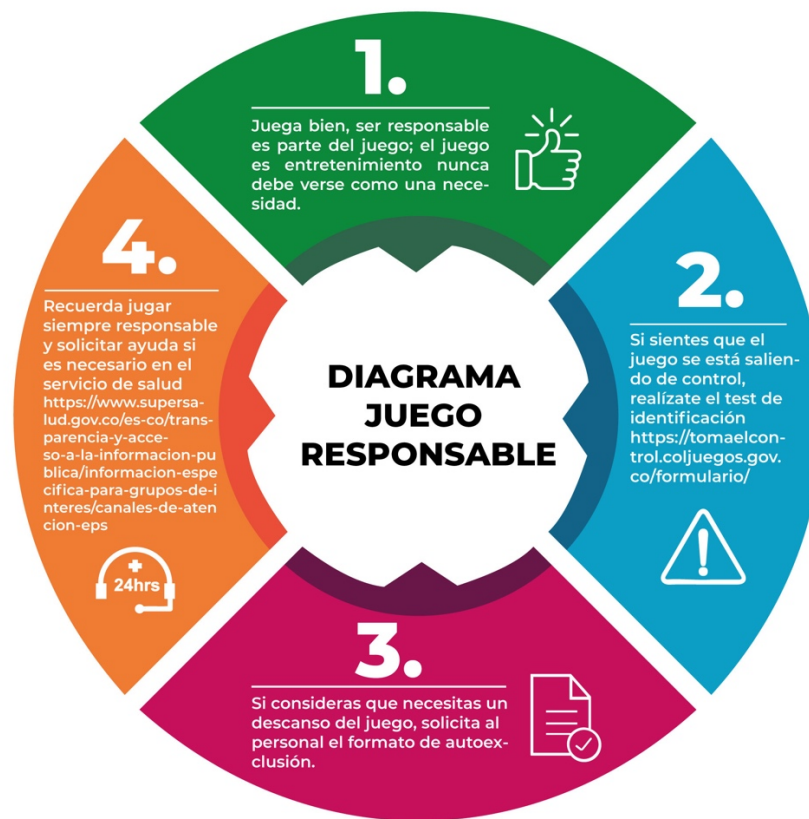 1.
Juega bien, ser responsable
es parte del juego; el juego
es entretenimiento nunca
debe verse como una nece-
sidad.
2.
Si sientes que el
juego se está salien-
do de control,
realízate el test de
identificación
https://tomaelcon-
trol.coljuegos.gov.
co/formulario/
3.
Si consideras que necesitas un
descanso del juego, solicita al
personal el formato de autoex-
clusión.
4.
Recuerda jugar
siempre responsable
y solicitar ayuda si
es necesario en el
servicio de salud
https://www.supersa-
lud.gov.co/es-co/trans-
parencia-y-acce-
so-a-la-informacion-pu
blica/informacion-espe
cifica-para-grupos-de-i
nteres/canales-de-aten
cion-eps
24hrs
DIAGRAMA
JUEGO
RESPONSABLE